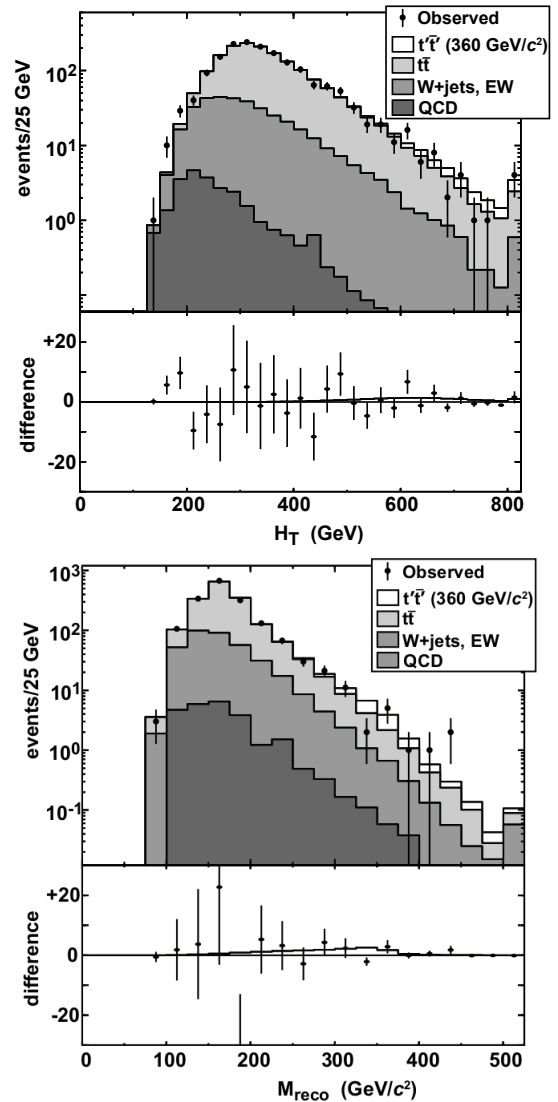 Observed
t′t̄′ (360 GeV/c²)
tt̄
W+jets, EW
QCD
events/25 GeV
10²
10¹
10⁰
difference
+20
0
-20
0 200 400 600 800
H_T (GeV)
Observed
t′t̄′ (360 GeV/c²)
tt̄
W+jets, EW
QCD
events/25 GeV
10³
10²
10¹
10⁰
10⁻¹
difference
+20
0
-20
0 100 200 300 400 500
M_reco (GeV/c²)